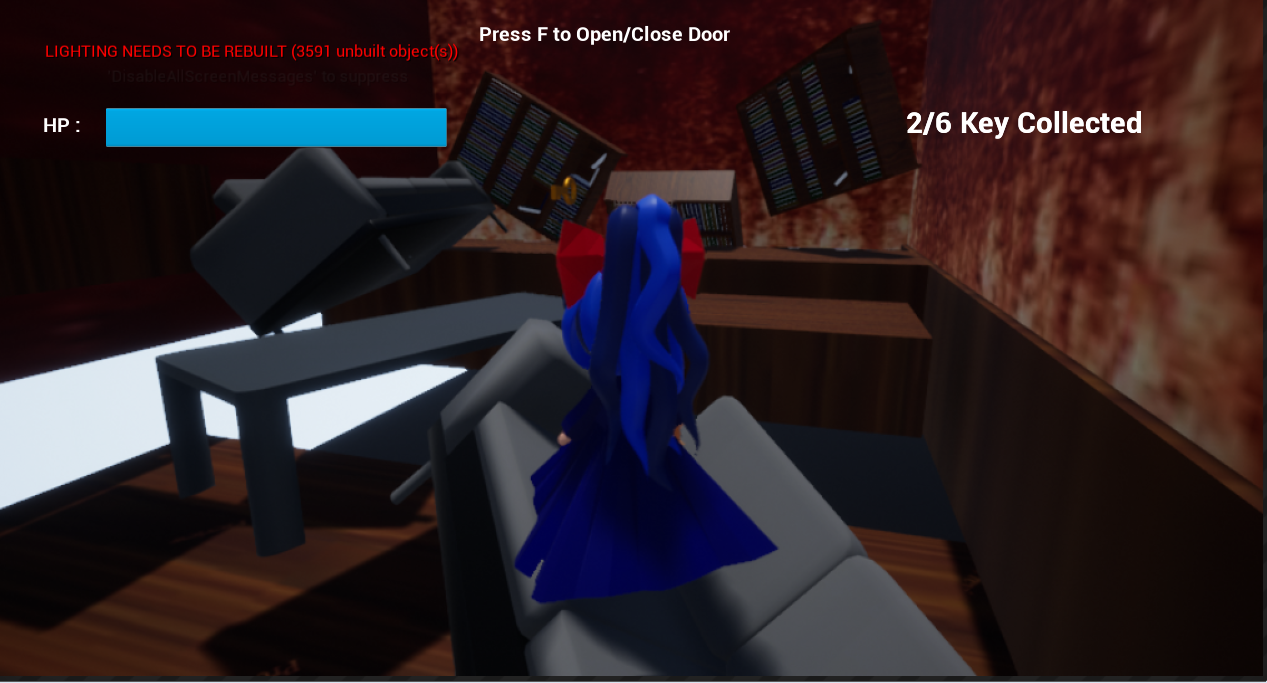 Press F to Open/Close Door
LIGHTING NEEDS TO BE REBUILT (3591 unbuilt object(s))
'DisableAllScreenMessages' to suppress
HP :
2/6 Key Collected